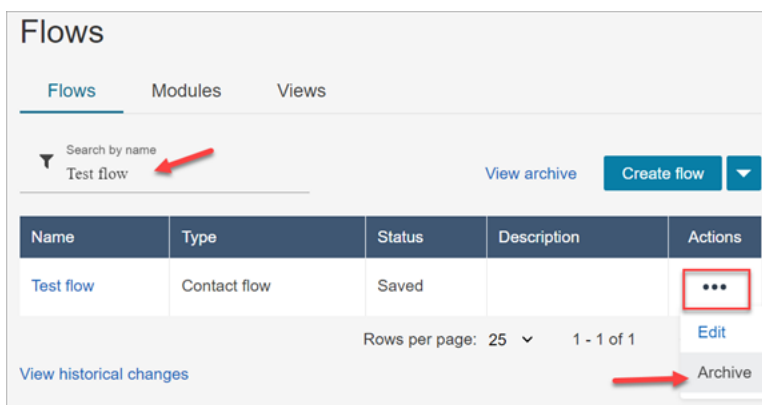 Flows
Flows Modules Views
Search by name
Test flow
View archive Create flow
Name Type Status Description Actions
Test flow Contact flow Saved •••
Rows per page: 25 1 - 1 of 1
Edit
View historical changes
Archive